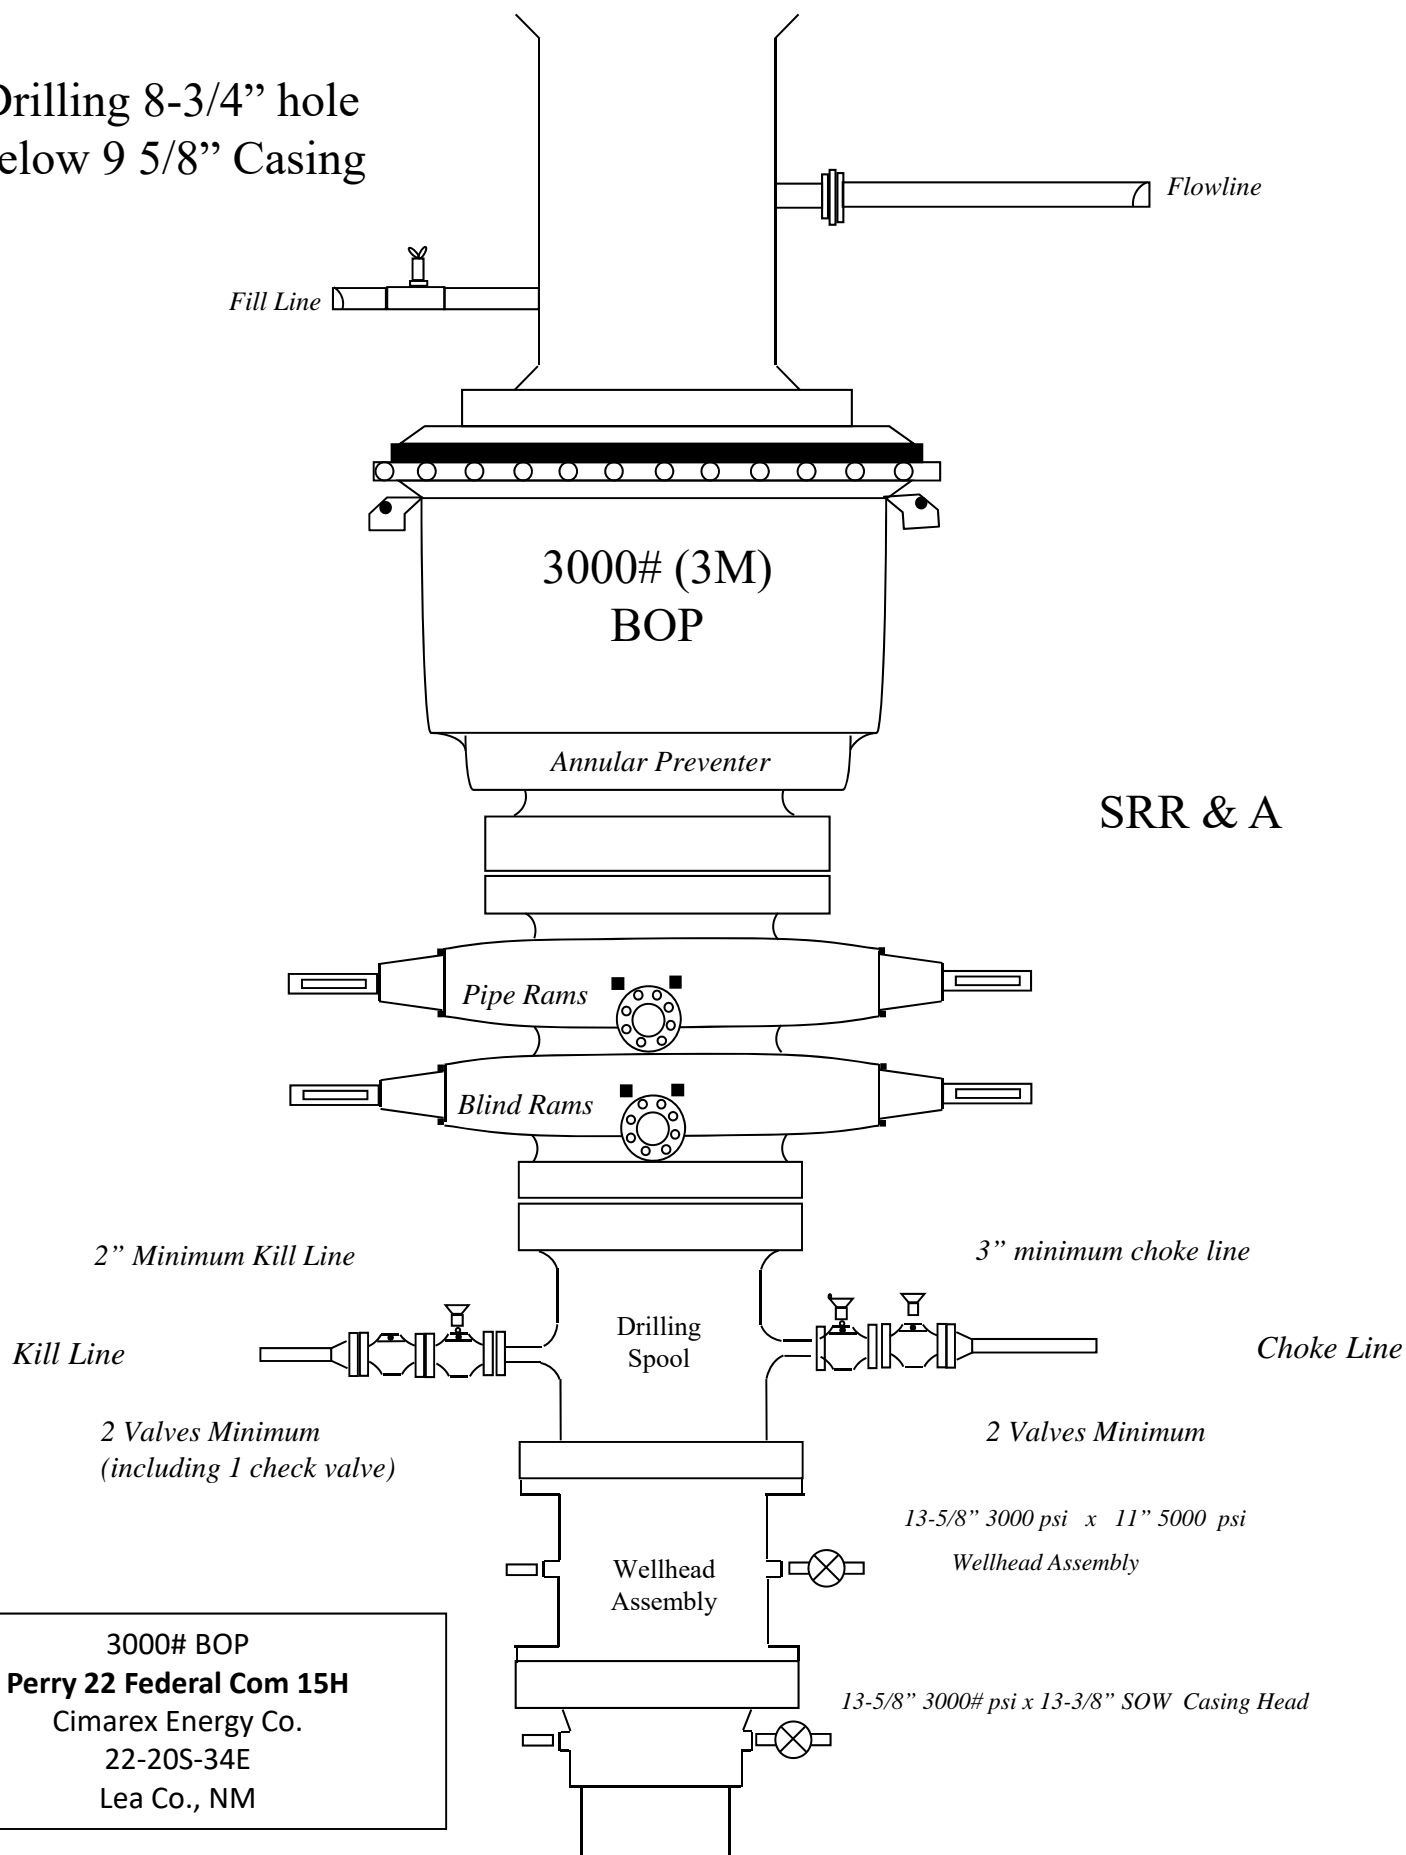 Drilling 8-3/4” hole
elow 9 5/8” Casing
Flowline
Fill Line
3000# (3M)
BOP
Annular Preventer
SRR & A
Pipe Rams
Blind Rams
2” Minimum Kill Line
3” minimum choke line
Drilling
Spool
Kill Line
Choke Line
2 Valves Minimum
(including 1 check valve)
2 Valves Minimum
13-5/8” 3000 psi x 11” 5000 psi
Wellhead Assembly
Wellhead
Assembly
3000# BOP
Perry 22 Federal Com 15H
Cimarex Energy Co.
22-20S-34E
Lea Co., NM
13-5/8” 3000# psi x 13-3/8” SOW Casing Head